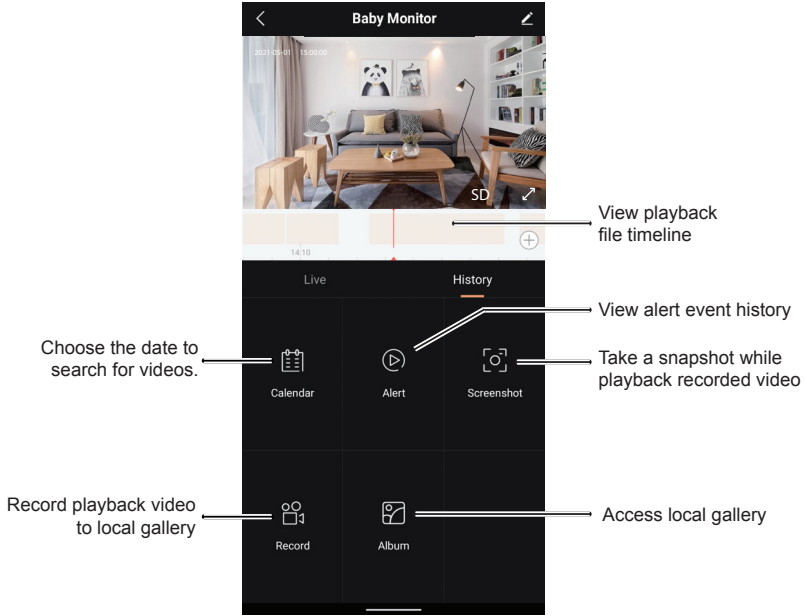 Baby Monitor
2021-05-01 15:00:00
SD
View playback
file timeline
14:10
Live
History
View alert event history
Choose the date to
search for videos.
Calendar
Alert
Screenshot
Take a snapshot while
playback recorded video
Record playback video
to local gallery
Record
Album
Access local gallery